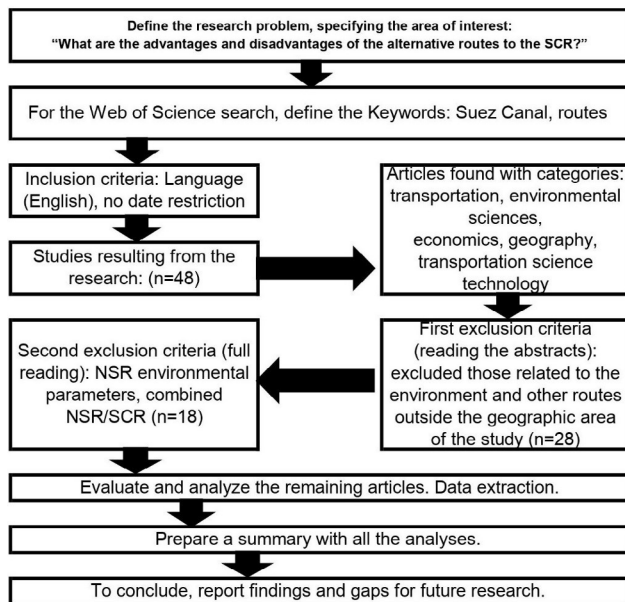 Define the research problem, specifying the area of interest:
“What are the advantages and disadvantages of the alternative routes to the SCR?”
For the Web of Science search, define the Keywords: Suez Canal, routes
Inclusion criteria: Language
(English), no date restriction
Studies resulting from the
research: (n=48)
Articles found with categories:
transportation, environmental
sciences,
economics, geography,
transportation science
technology
First exclusion criteria
(reading the abstracts):
excluded those related to the
environment and other routes
outside the geographic area
of the study (n=28)
Second exclusion criteria (full
reading): NSR environmental
parameters, combined
NSR/SCR (n=18)
Evaluate and analyze the remaining articles. Data extraction.
Prepare a summary with all the analyses.
To conclude, report findings and gaps for future research.